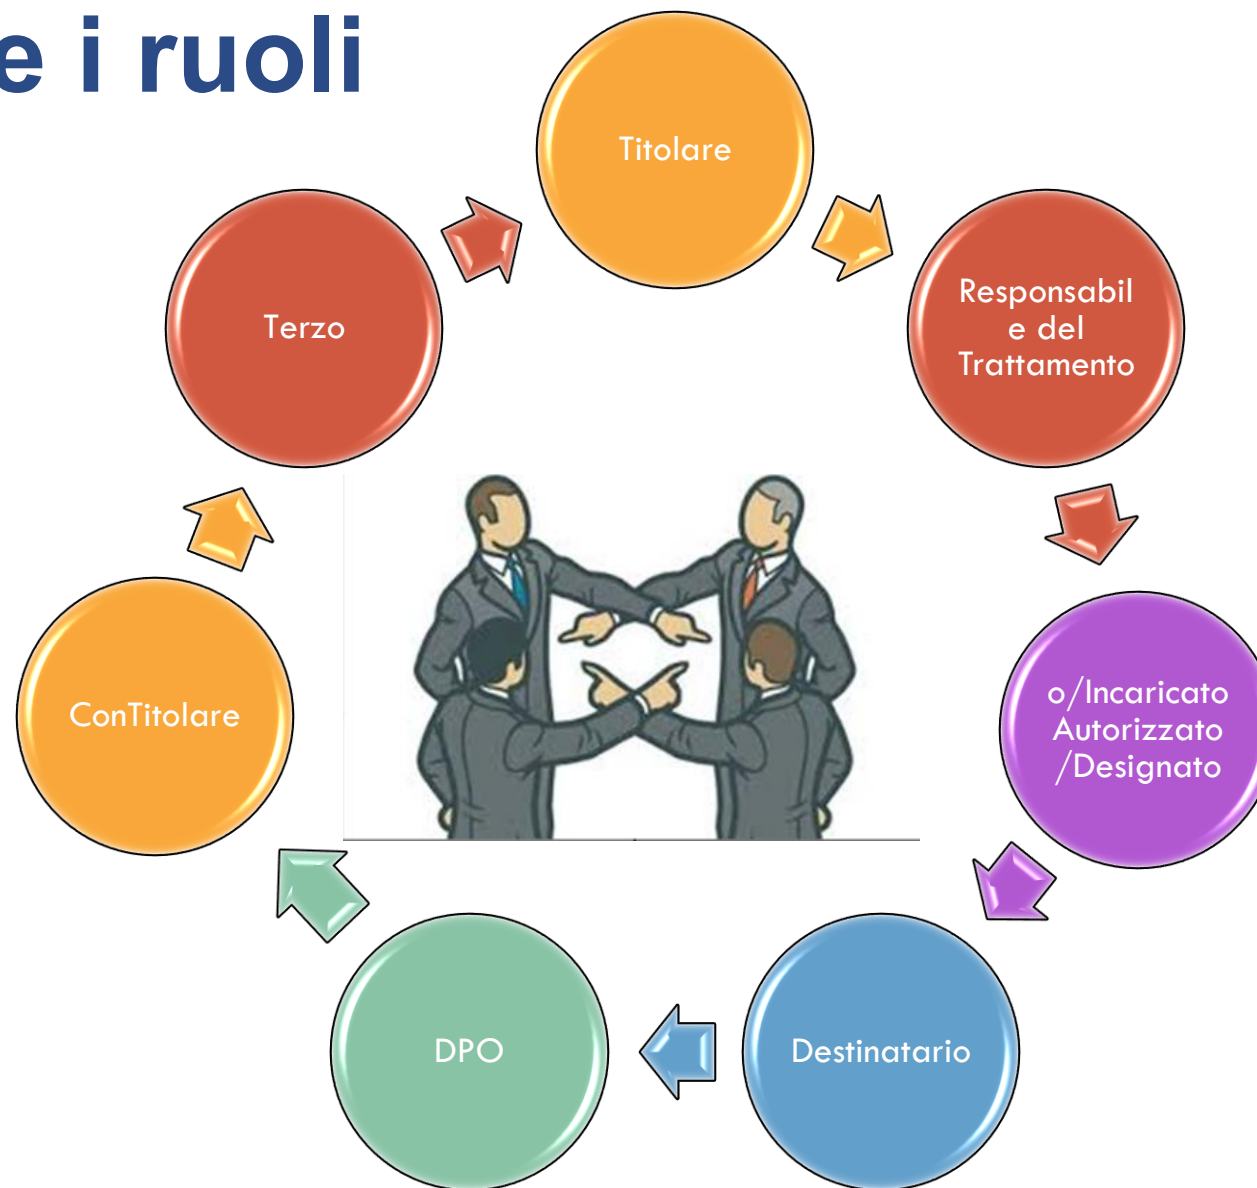 e i ruoli
Titolare
Responsabil
e del
Trattamento
o/Incaricato
Autorizzato
/Designato
Destinatario
DPO
ConTitolare
Terzo